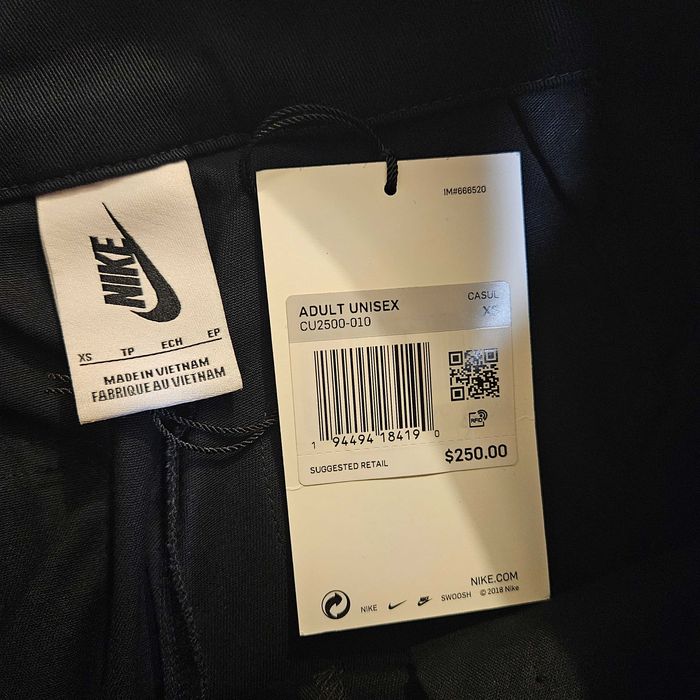 NIKE
XS TP ECH EP
MADE IN VIETNAM
FABRIQUE AU VIETNAM
IM#666520
ADULT UNISEX
CU2500-010
CASUL
XS
1 94494 18419 0
RFID
SUGGESTED RETAIL
$250.00
NIKE.COM
NIKE SWOOSH © 2018 Nike